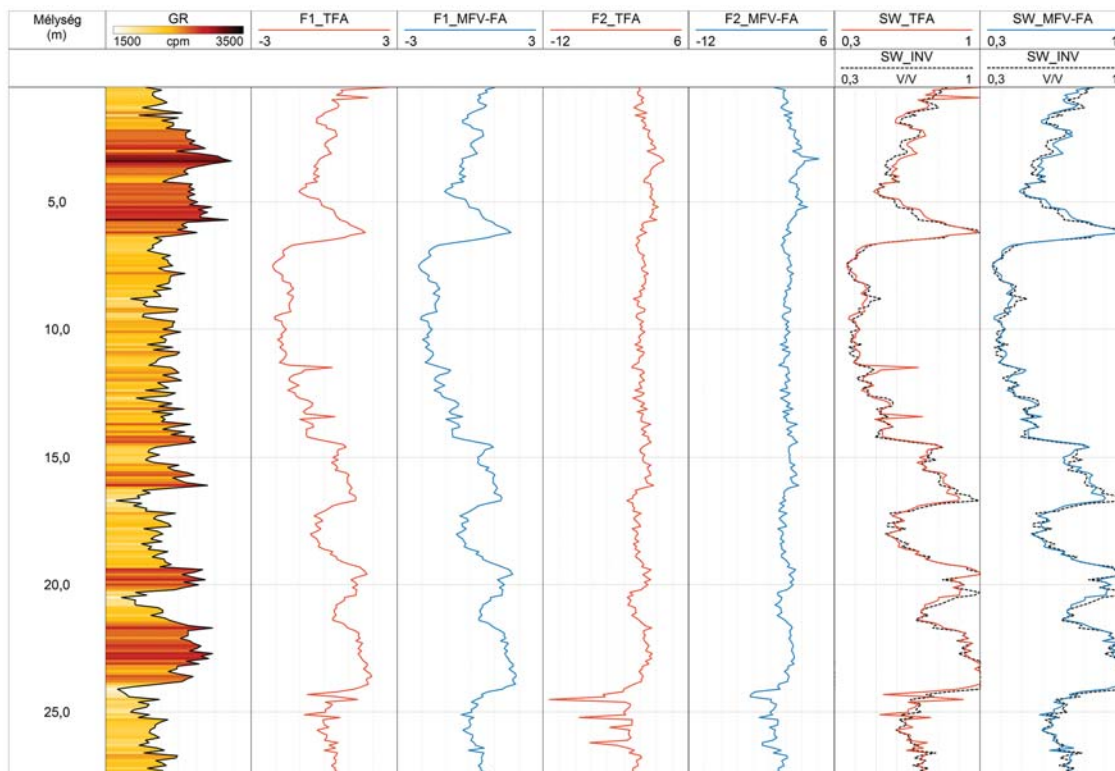 Mélység
(m)
GR
1500 cpm 3500
F1_TFA
-3 3
F1_MFV-FA
-3 3
F2_TFA
-12 6
F2_MFV-FA
-12 6
SW_TFA
0,3 1
SW_MFV-FA
0,3 1
SW_INV
0,3 V/V 1
SW_INV
0,3 V/V 1
5,0
10,0
15,0
20,0
25,0